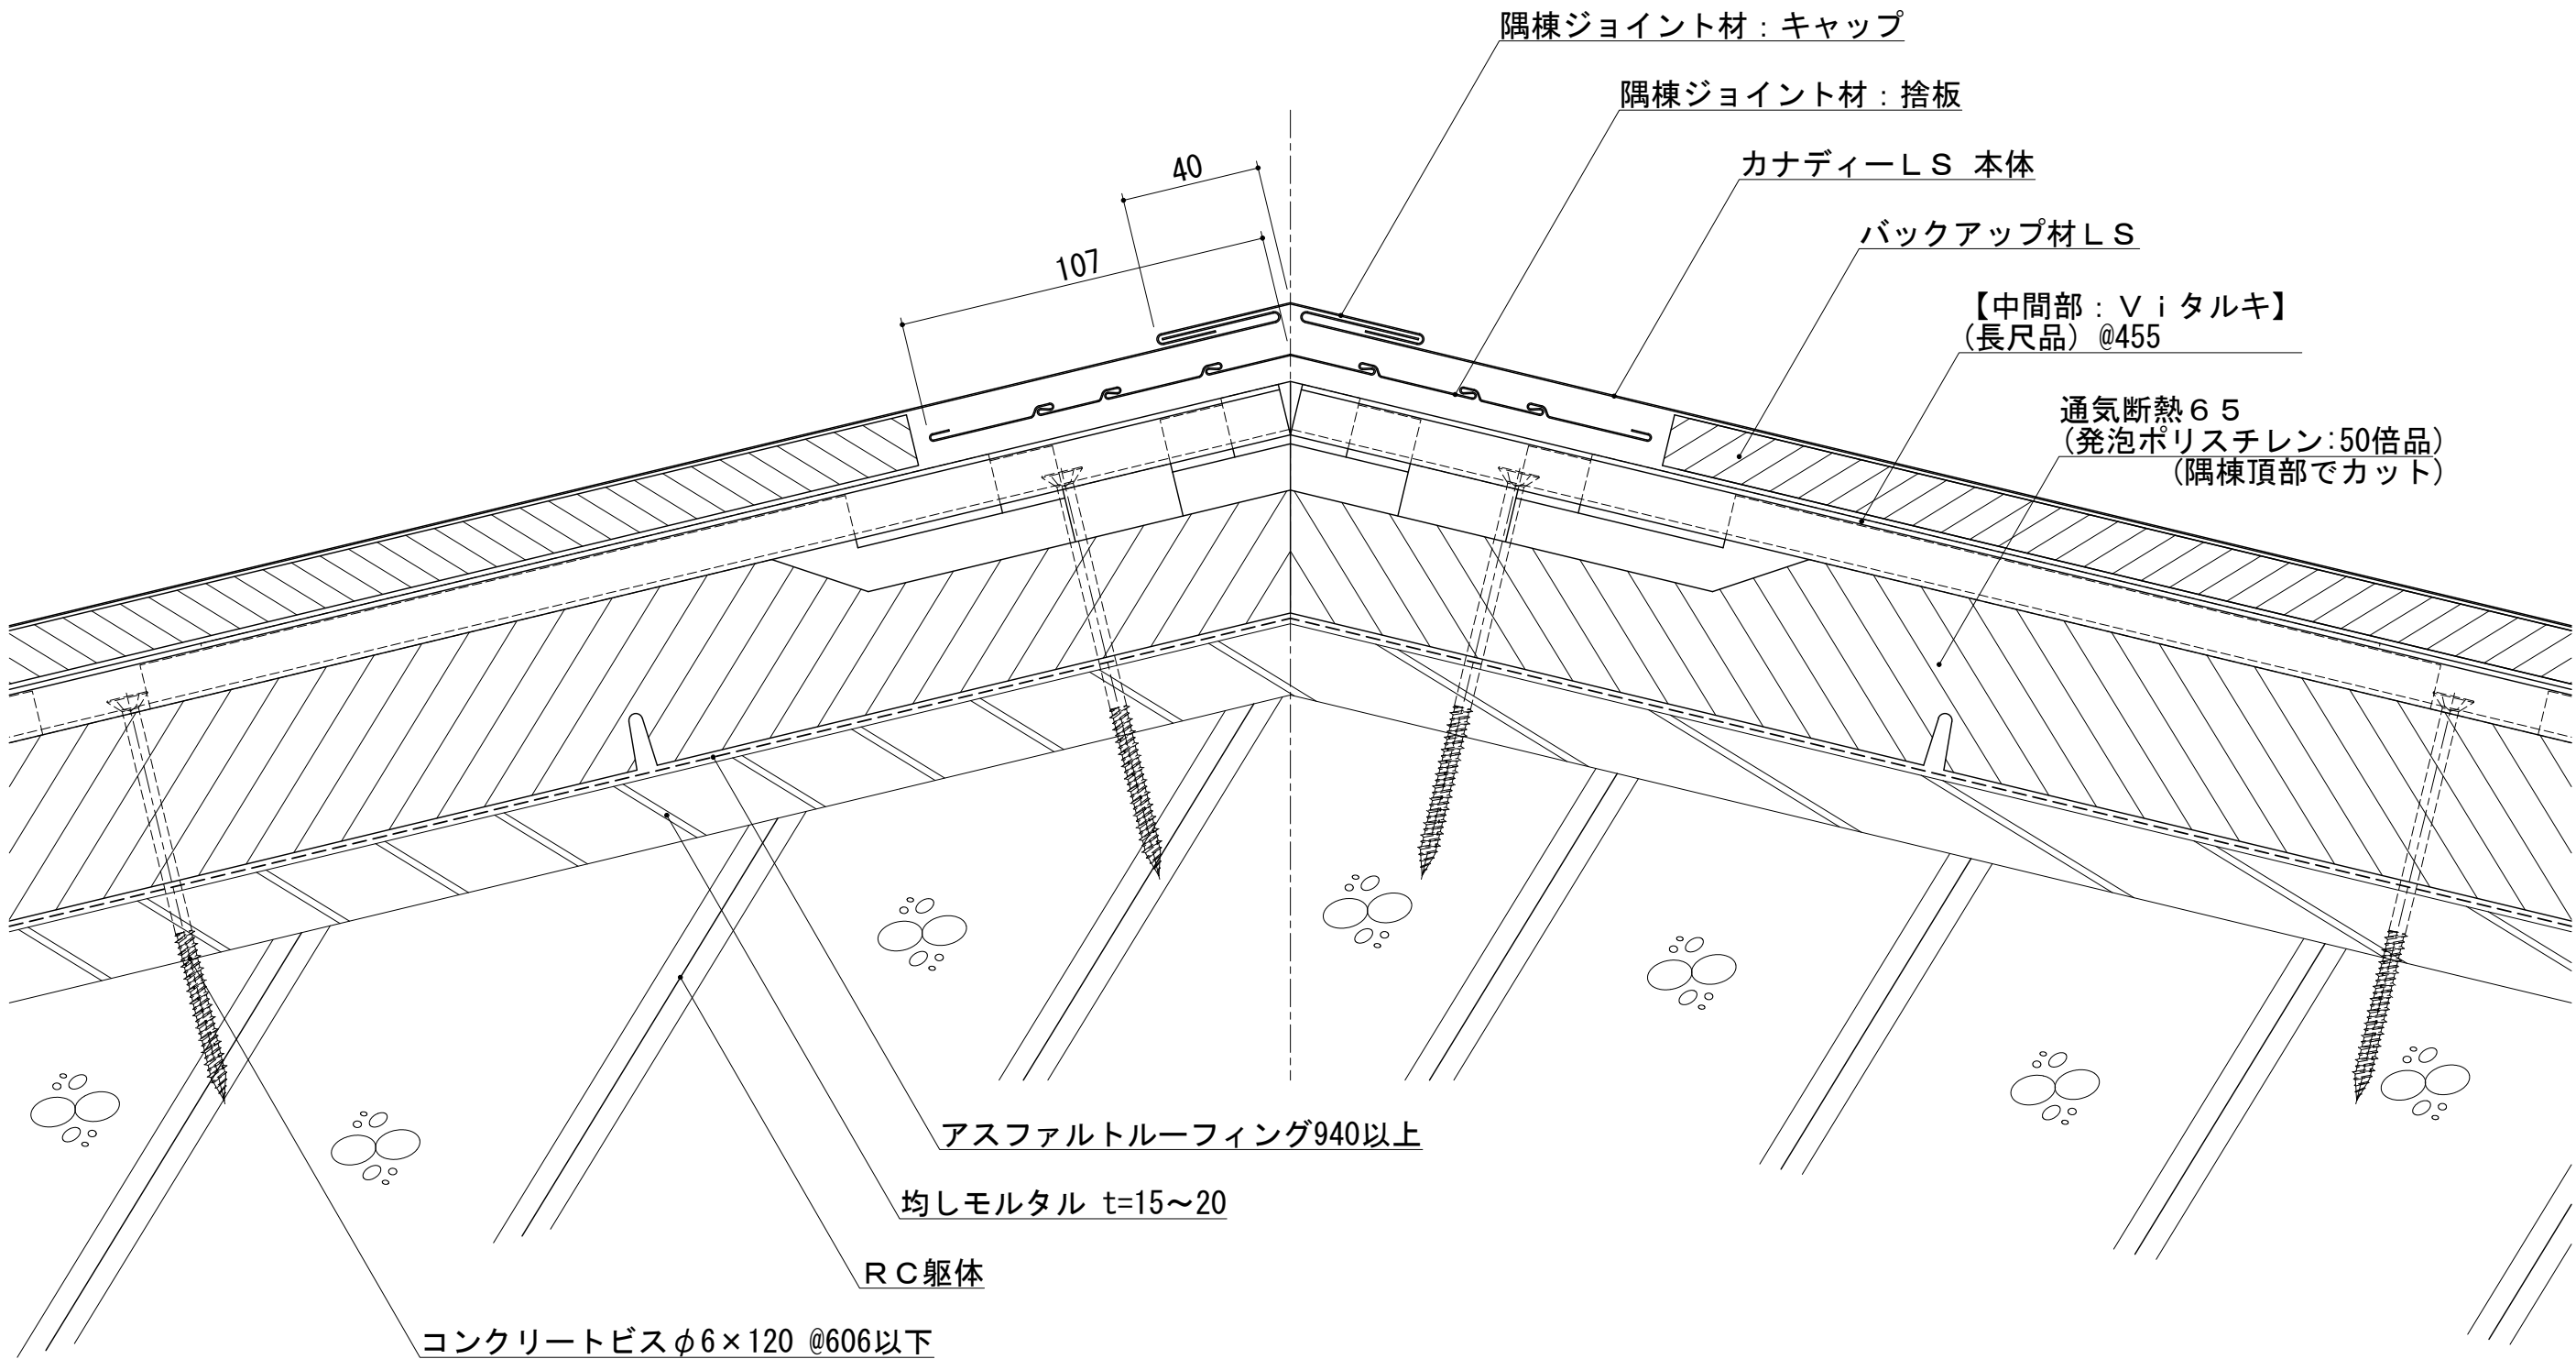 隅棟ジョイント材：キャップ
隅棟ジョイント材：捨板
カナディーＬＳ 本体
バックアップ材ＬＳ
【中間部：Ｖｉタルキ】
(長尺品) @455
通気断熱６５
(発泡ポリスチレン:50倍品)
(隅棟頂部でカット)
40
107
アスファルトルーフィング940以上
均しモルタル t=15～20
ＲＣ躯体
コンクリートビスφ6×120 @606以下